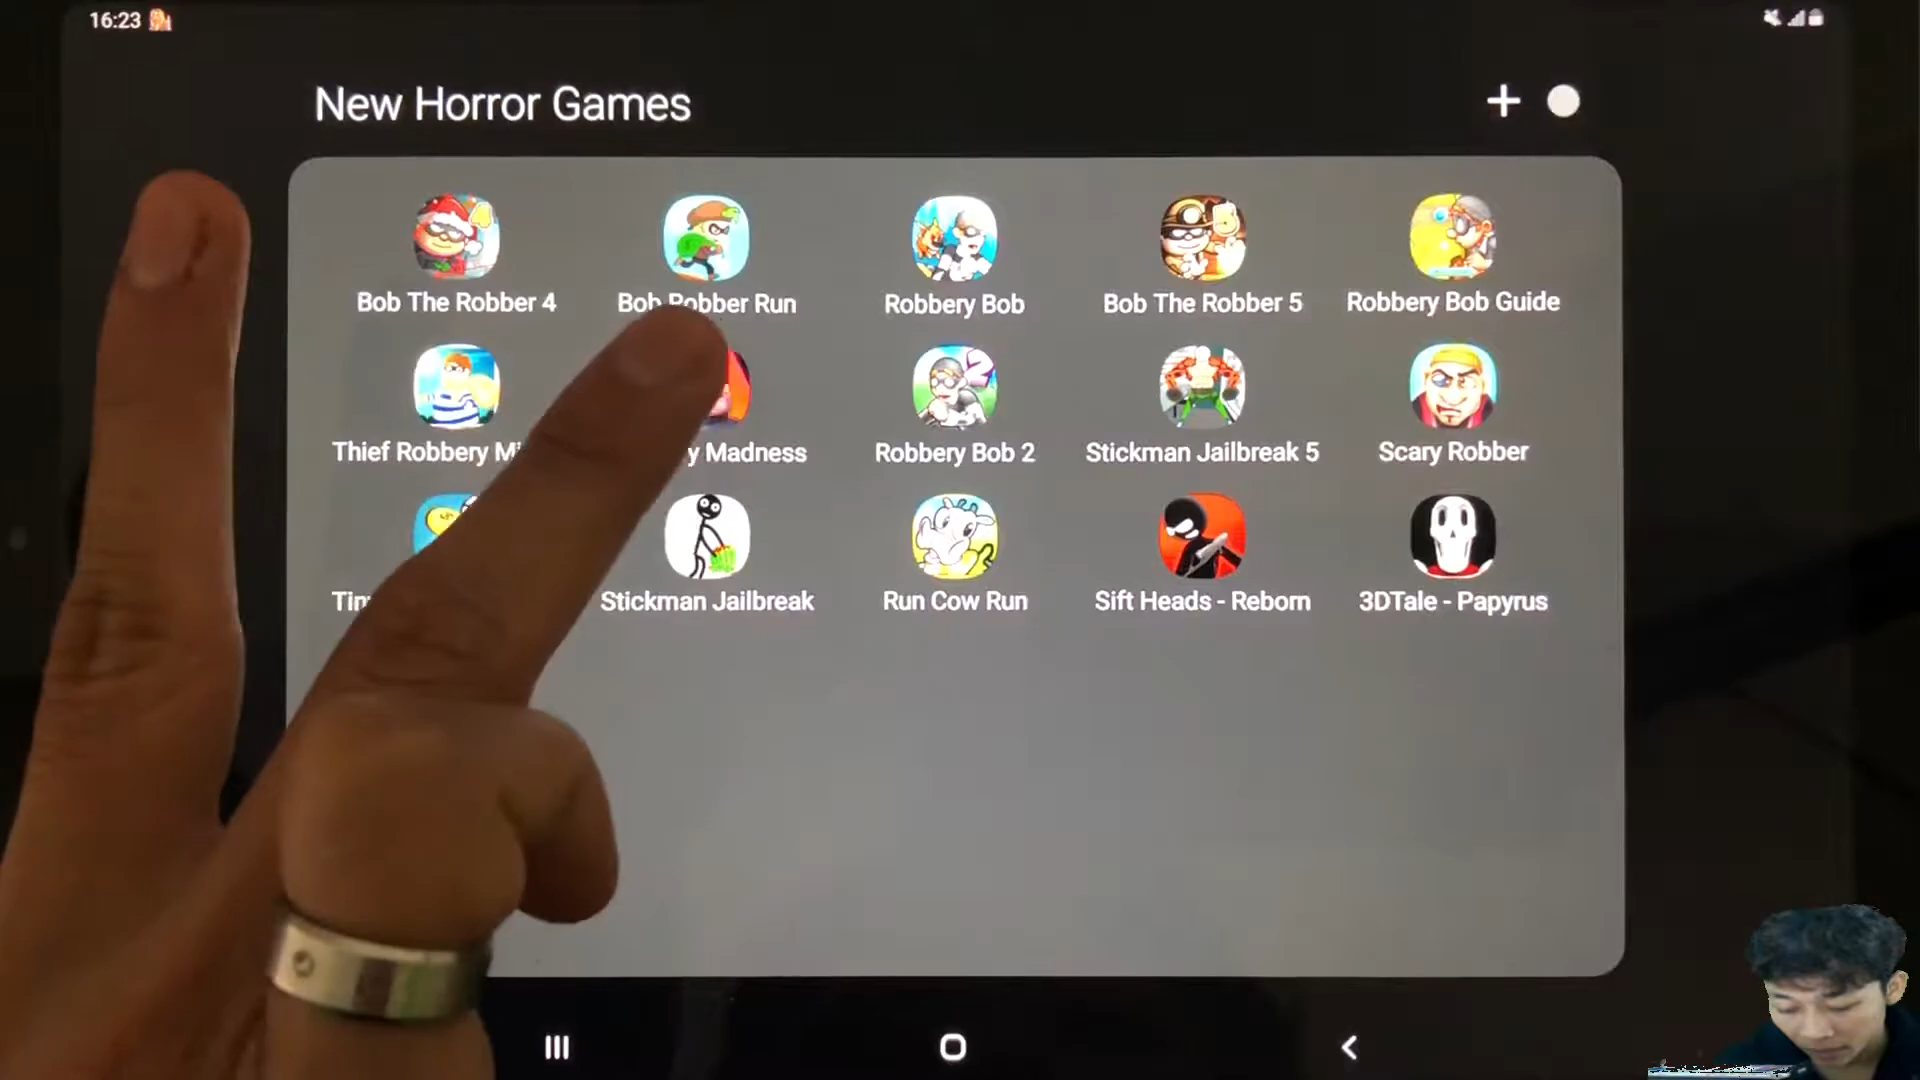 16:23
New Horror Games
Bob The Robber 4
Bob Robber Run
Robbery Bob
Bob The Robber 5
Robbery Bob Guide
Thief Robbery
Madness
Robbery Bob 2
Stickman Jailbreak 5
Scary Robber
Stickman Jailbreak
Run Cow Run
Sift Heads - Reborn
3DTale - Papyrus